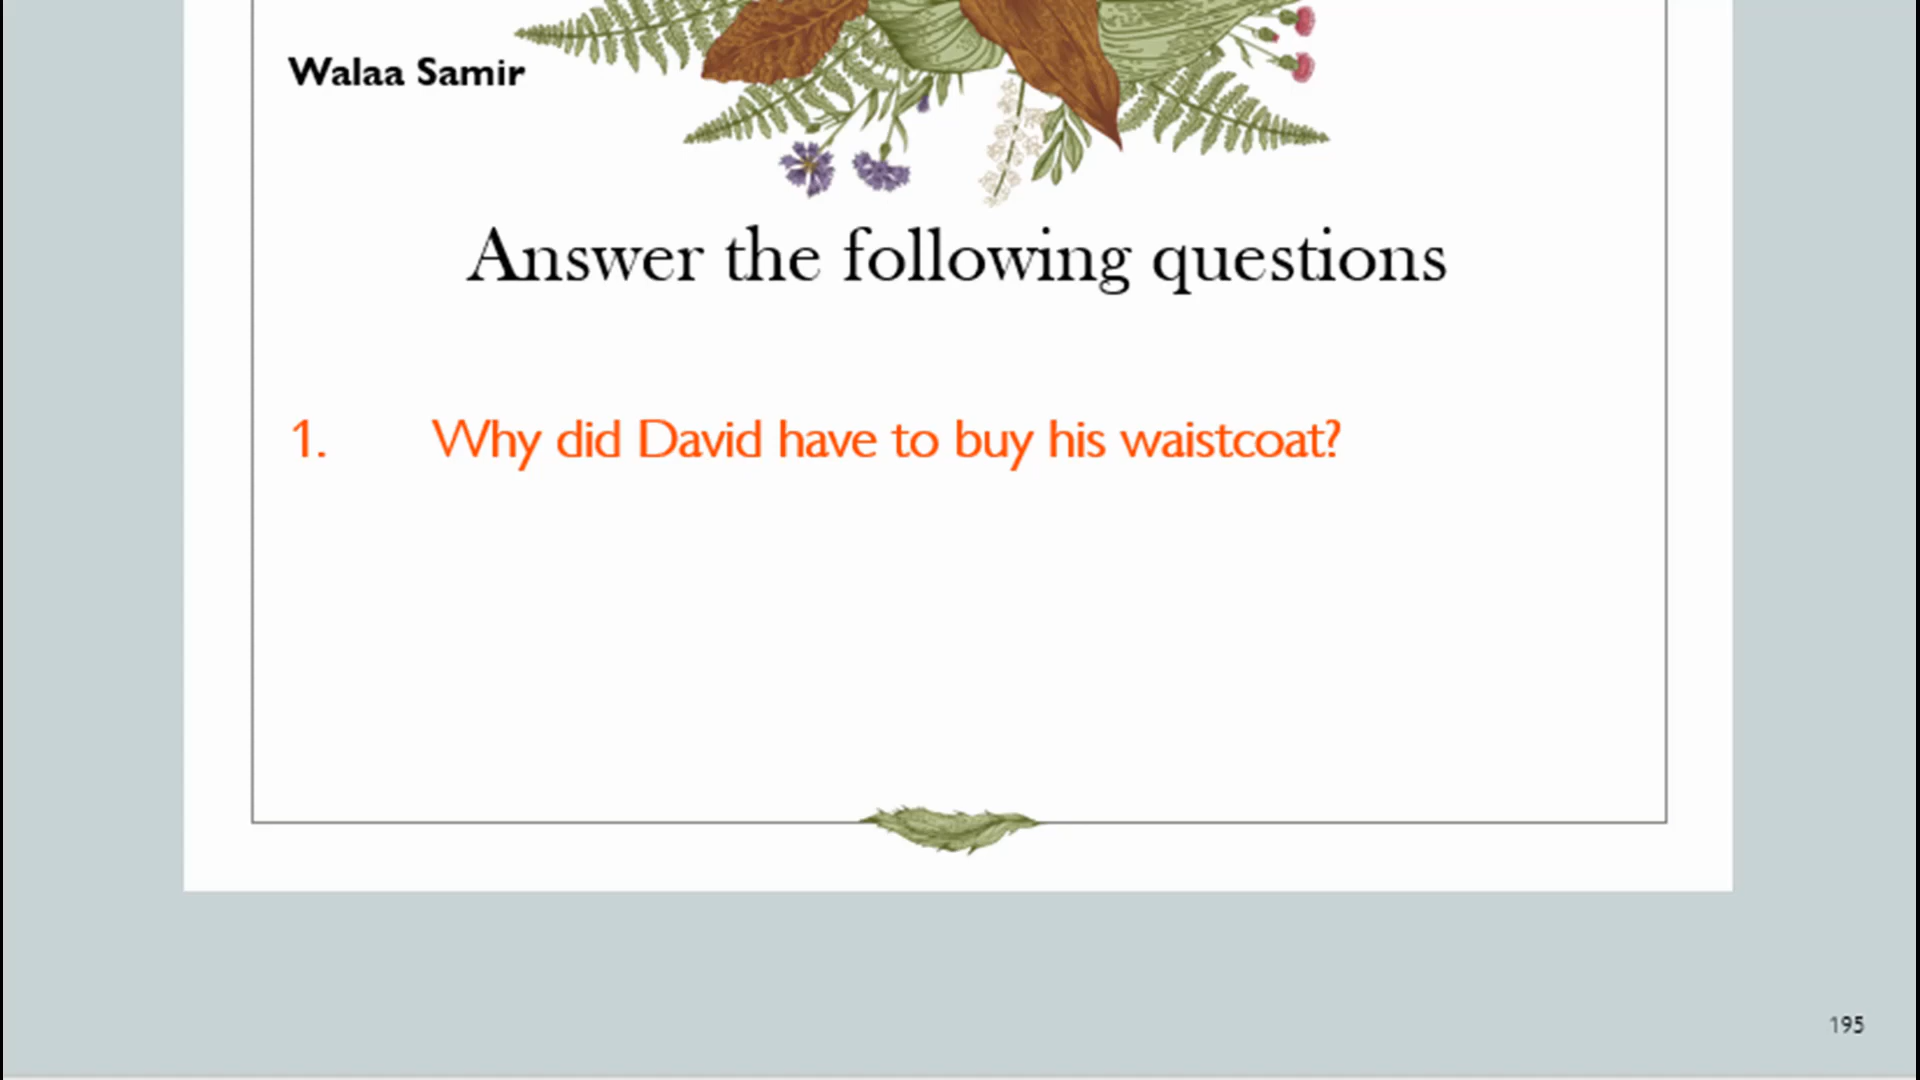 Walaa Samir
Answer the following questions
1. Why did David have to buy his waistcoat?
195